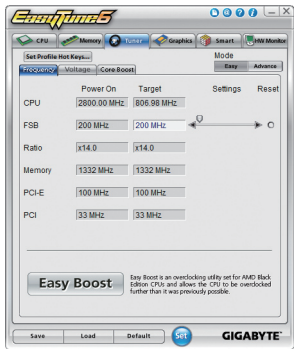 EasyTune6
CPU Memory Tuner Graphics Smart HW Monitor
Set Profile Hot Keys... Mode
Frequency Voltage Core Boost Easy Advance
Power On Target Settings Reset
CPU 2800.00 MHz 806.98 MHz
FSB 200 MHz 200 MHz
Ratio x14.0 x14.0
Memory 1332 MHz 1332 MHz
PCI-E 100 MHz 100 MHz
PCI 33 MHz 33 MHz
Easy Boost
Easy Boost is an overclocking utility set for AMD Black
Edition CPUs and allows the CPU to be overclocked
further than it was previously possible.
Save Load Default Set GIGABYTE